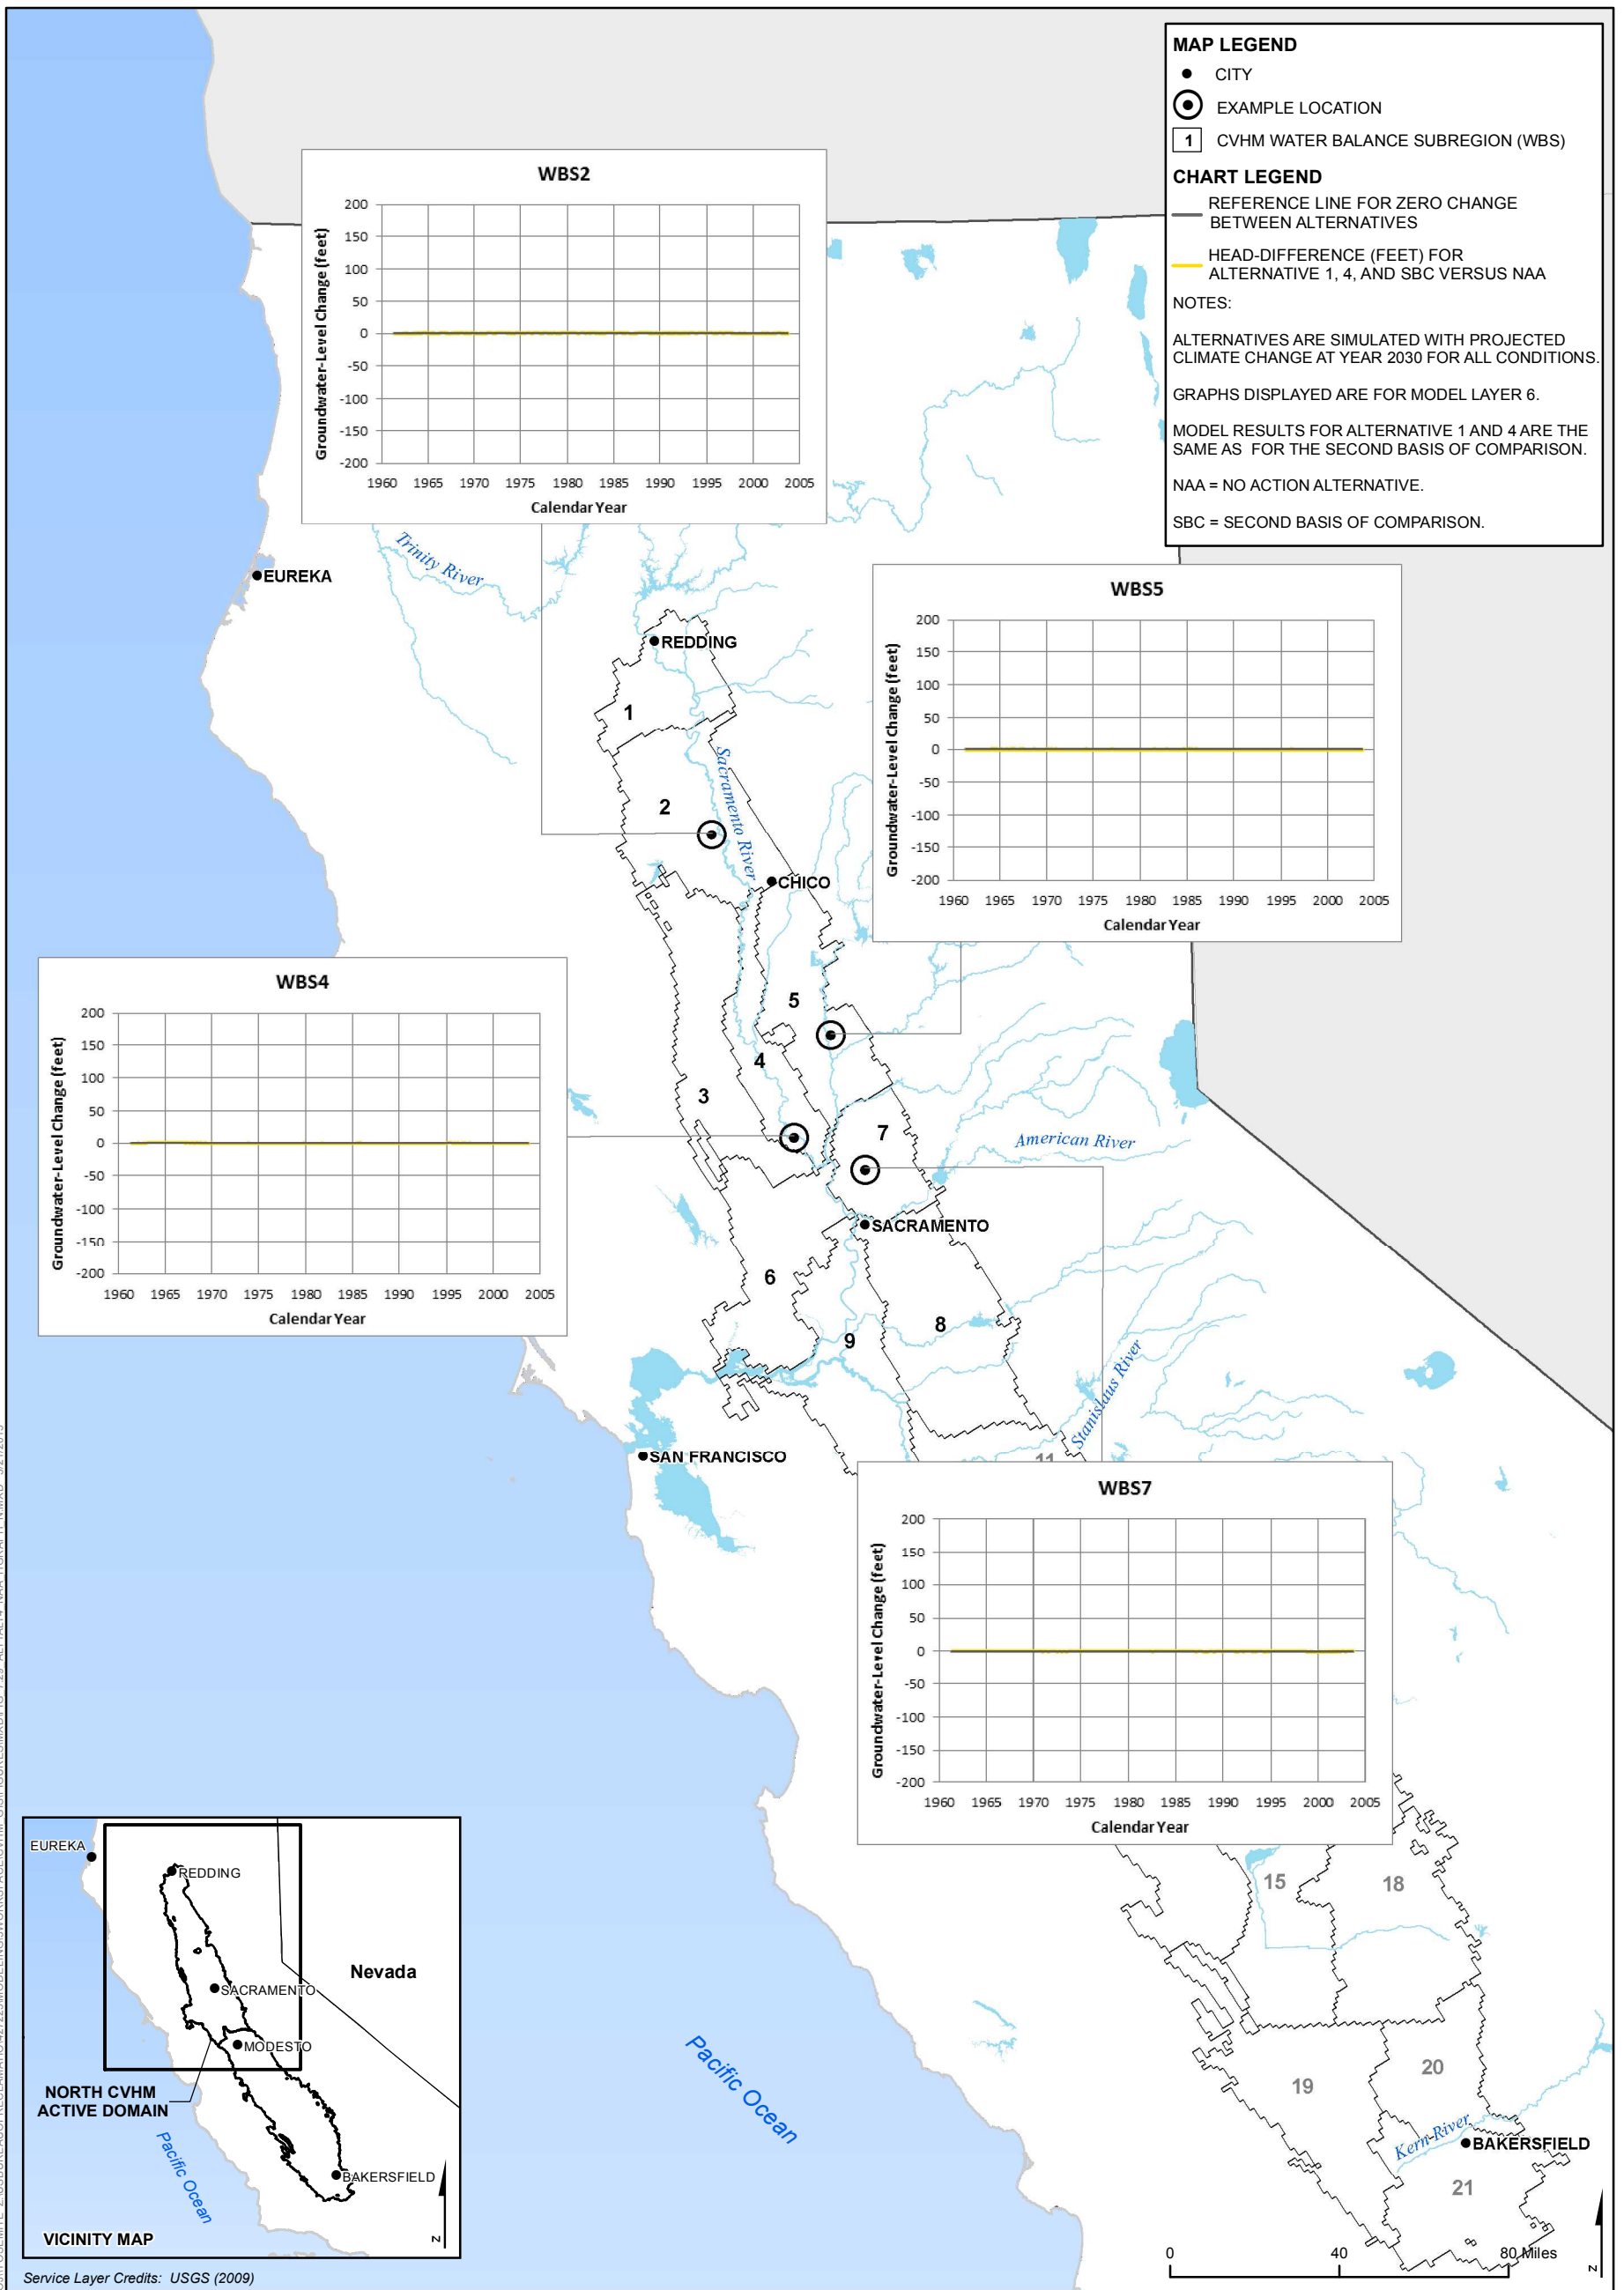 MAP LEGEND
CITY
EXAMPLE LOCATION
1 CVHM WATER BALANCE SUBREGION (WBS)
CHART LEGEND
REFERENCE LINE FOR ZERO CHANGE
BETWEEN ALTERNATIVES
HEAD-DIFFERENCE (FEET) FOR
ALTERNATIVE 1, 4, AND SBC VERSUS NAA
NOTES:
ALTERNATIVES ARE SIMULATED WITH PROJECTED
CLIMATE CHANGE AT YEAR 2030 FOR ALL CONDITIONS.
GRAPHS DISPLAYED ARE FOR MODEL LAYER 6.
MODEL RESULTS FOR ALTERNATIVE 1 AND 4 ARE THE
SAME AS FOR THE SECOND BASIS OF COMPARISON.
NAA = NO ACTION ALTERNATIVE.
SBC = SECOND BASIS OF COMPARISON.
WBS2
Groundwater-Level Change (feet)
200
150
100
50
0
-50
-100
-150
-200
1960 1965 1970 1975 1980 1985 1990 1995 2000 2005
Calendar Year
Trinity River
EUREKA
REDDING
1
Sacramento River
2
CHICO
WBS5
Groundwater-Level Change (feet)
200
150
100
50
0
-50
-100
-150
-200
1960 1965 1970 1975 1980 1985 1990 1995 2000 2005
Calendar Year
WBS4
Groundwater-Level Change (feet)
200
150
100
50
0
-50
-100
-150
-200
1960 1965 1970 1975 1980 1985 1990 1995 2000 2005
Calendar Year
5
4
3
7
American River
SACRAMENTO
6
8
9
Stanislaus River
SAN FRANCISCO
11
WBS7
Groundwater-Level Change (feet)
200
150
100
50
0
-50
-100
-150
-200
1960 1965 1970 1975 1980 1985 1990 1995 2000 2005
Calendar Year
15
18
19
20
Kern River
BAKERSFIELD
21
Pacific Ocean
0 40 80 Miles
N
EUREKA
REDDING
SACRAMENTO
Nevada
MODESTO
NORTH CVHM
ACTIVE DOMAIN
Pacific Ocean
BAKERSFIELD
VICINITY MAP
N
Service Layer Credits: USGS (2009)